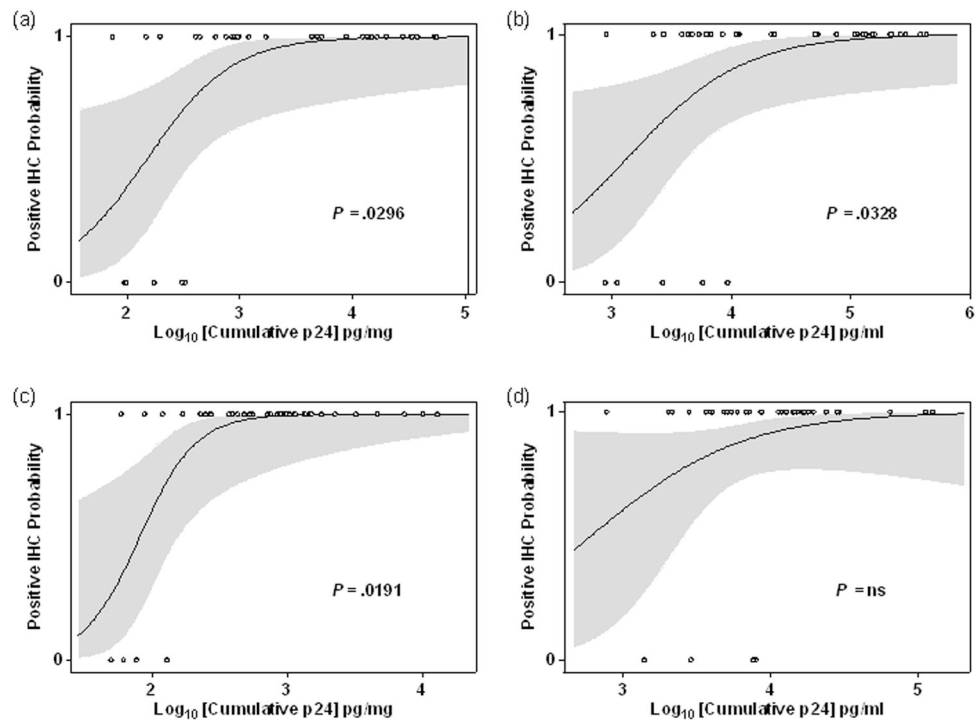 (a)
Positive IHC Probability
1
0
P = .0296
2 3 4 5
Log10 [Cumulative p24] pg/mg
(b)
Positive IHC Probability
1
0
P = .0328
3 4 5 6
Log10 [Cumulative p24] pg/ml
(c)
Positive IHC Probability
1
0
P = .0191
2 3 4
Log10 [Cumulative p24] pg/mg
(d)
Positive IHC Probability
1
0
P = ns
3 4 5
Log10 [Cumulative p24] pg/ml